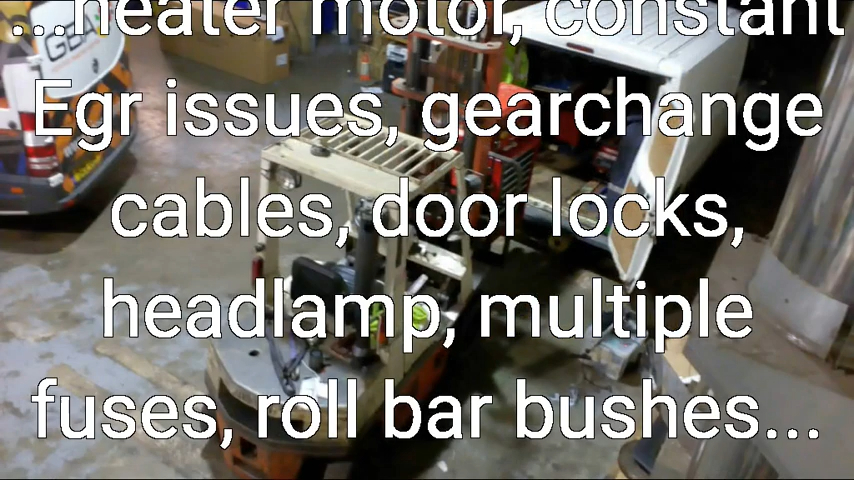 ...heater motor, constant
Egr issues, gearchange
cables, door locks,
headlamp, multiple
fuses, roll bar bushes...